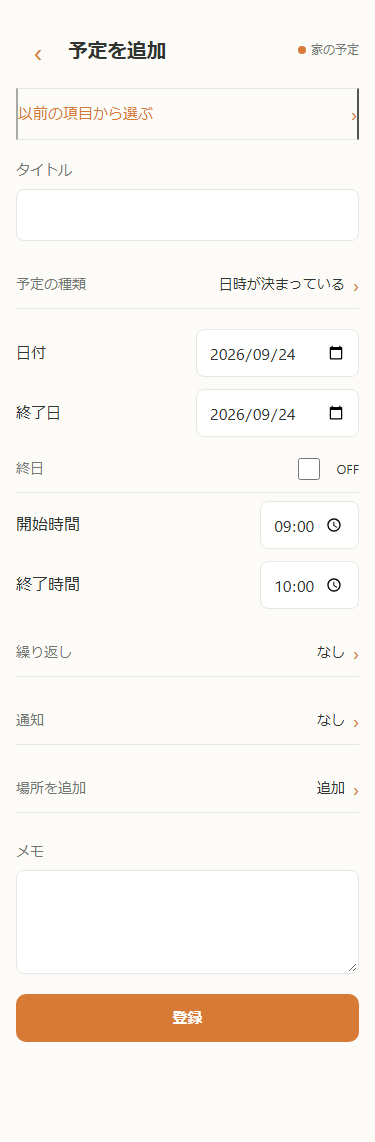 ‹ 予定を追加 家の予定
以前の項目から選ぶ ›
タイトル
予定の種類 日時が決まっている ›
日付 2026/09/24
終了日 2026/09/24
終日 OFF
開始時間 09:00
終了時間 10:00
繰り返し なし ›
通知 なし ›
場所を追加 追加 ›
メモ
登録